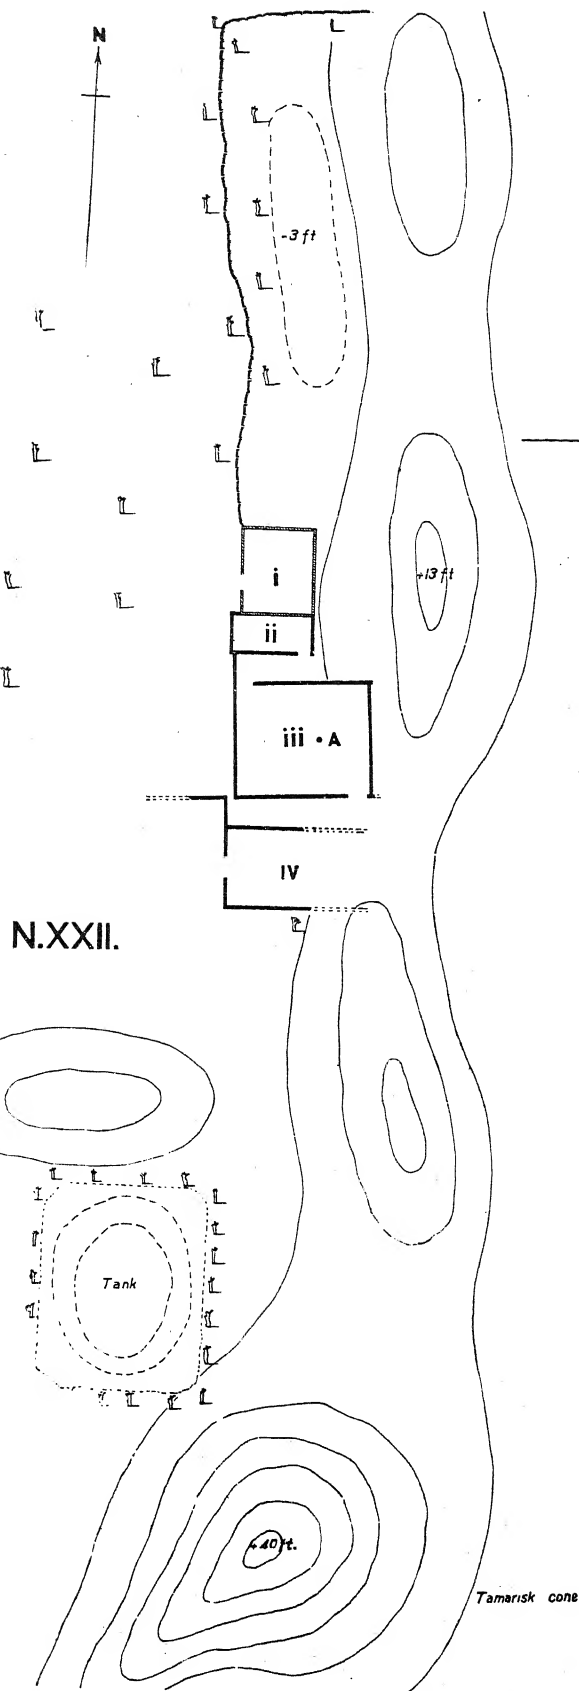 N
-3 ft
+13 ft
i
ii
iii • A
IV
N.XXII.
Tank
+40 ft.
Tamarisk cone